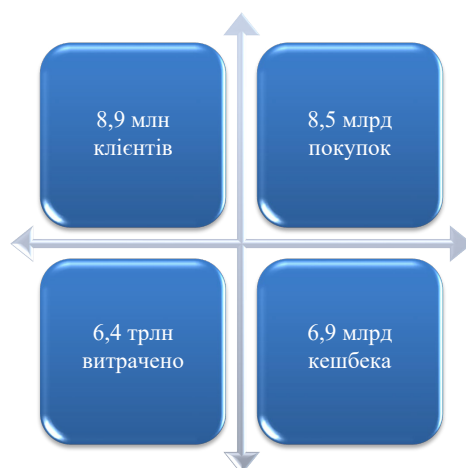 8,9 млн
клієнтів
8,5 млрд
покупок
6,4 трлн
витрачено
6,9 млрд
кешбека